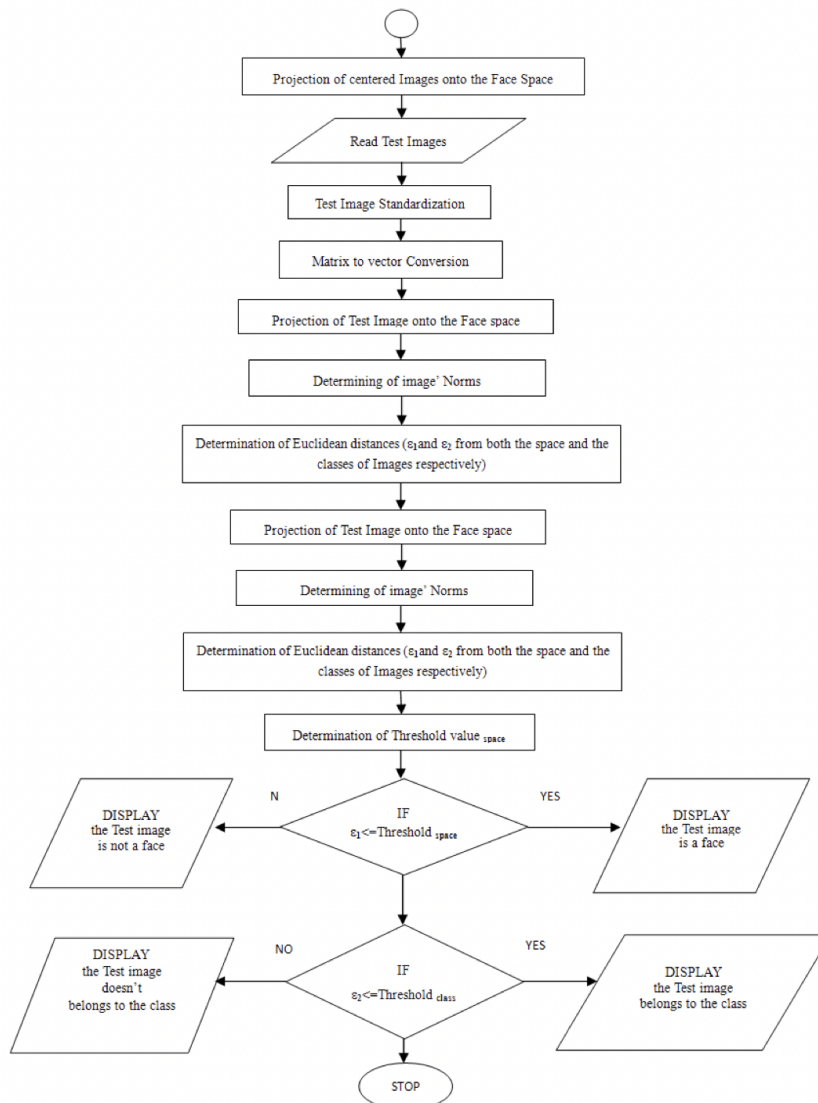 Projection of centered Images onto the Face Space
Read Test Images
Test Image Standardization
Matrix to vector Conversion
Projection of Test Image onto the Face space
Determining of image' Norms
Determination of Euclidean distances (ε₁and ε₂ from both the space and the
classes of Images respectively)
Projection of Test Image onto the Face space
Determining of image' Norms
Determination of Euclidean distances (ε₁and ε₂ from both the space and the
classes of Images respectively)
Determination of Threshold value space
N
YES
DISPLAY
the Test image
is not a face
IF
ε₁<=Threshold space
DISPLAY
the Test image
is a face
NO
YES
DISPLAY
the Test image
doesn't
belongs to the class
IF
ε₂<=Threshold class
DISPLAY
the Test image
belongs to the class
STOP